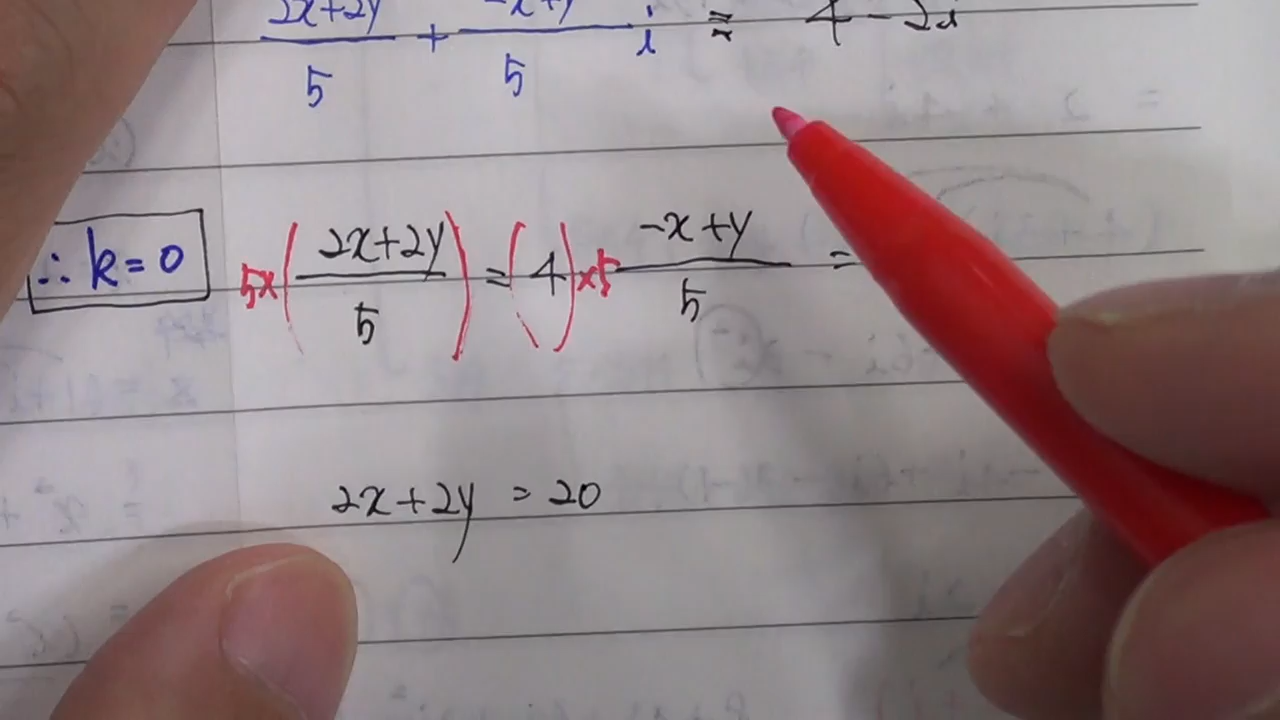 2x+2y/5 + -x+y/5 i = 4 - 2i
∴ k = 0
5×(2x+2y/5) = (4)×5 -x+y/5 =
2x+2y = 20